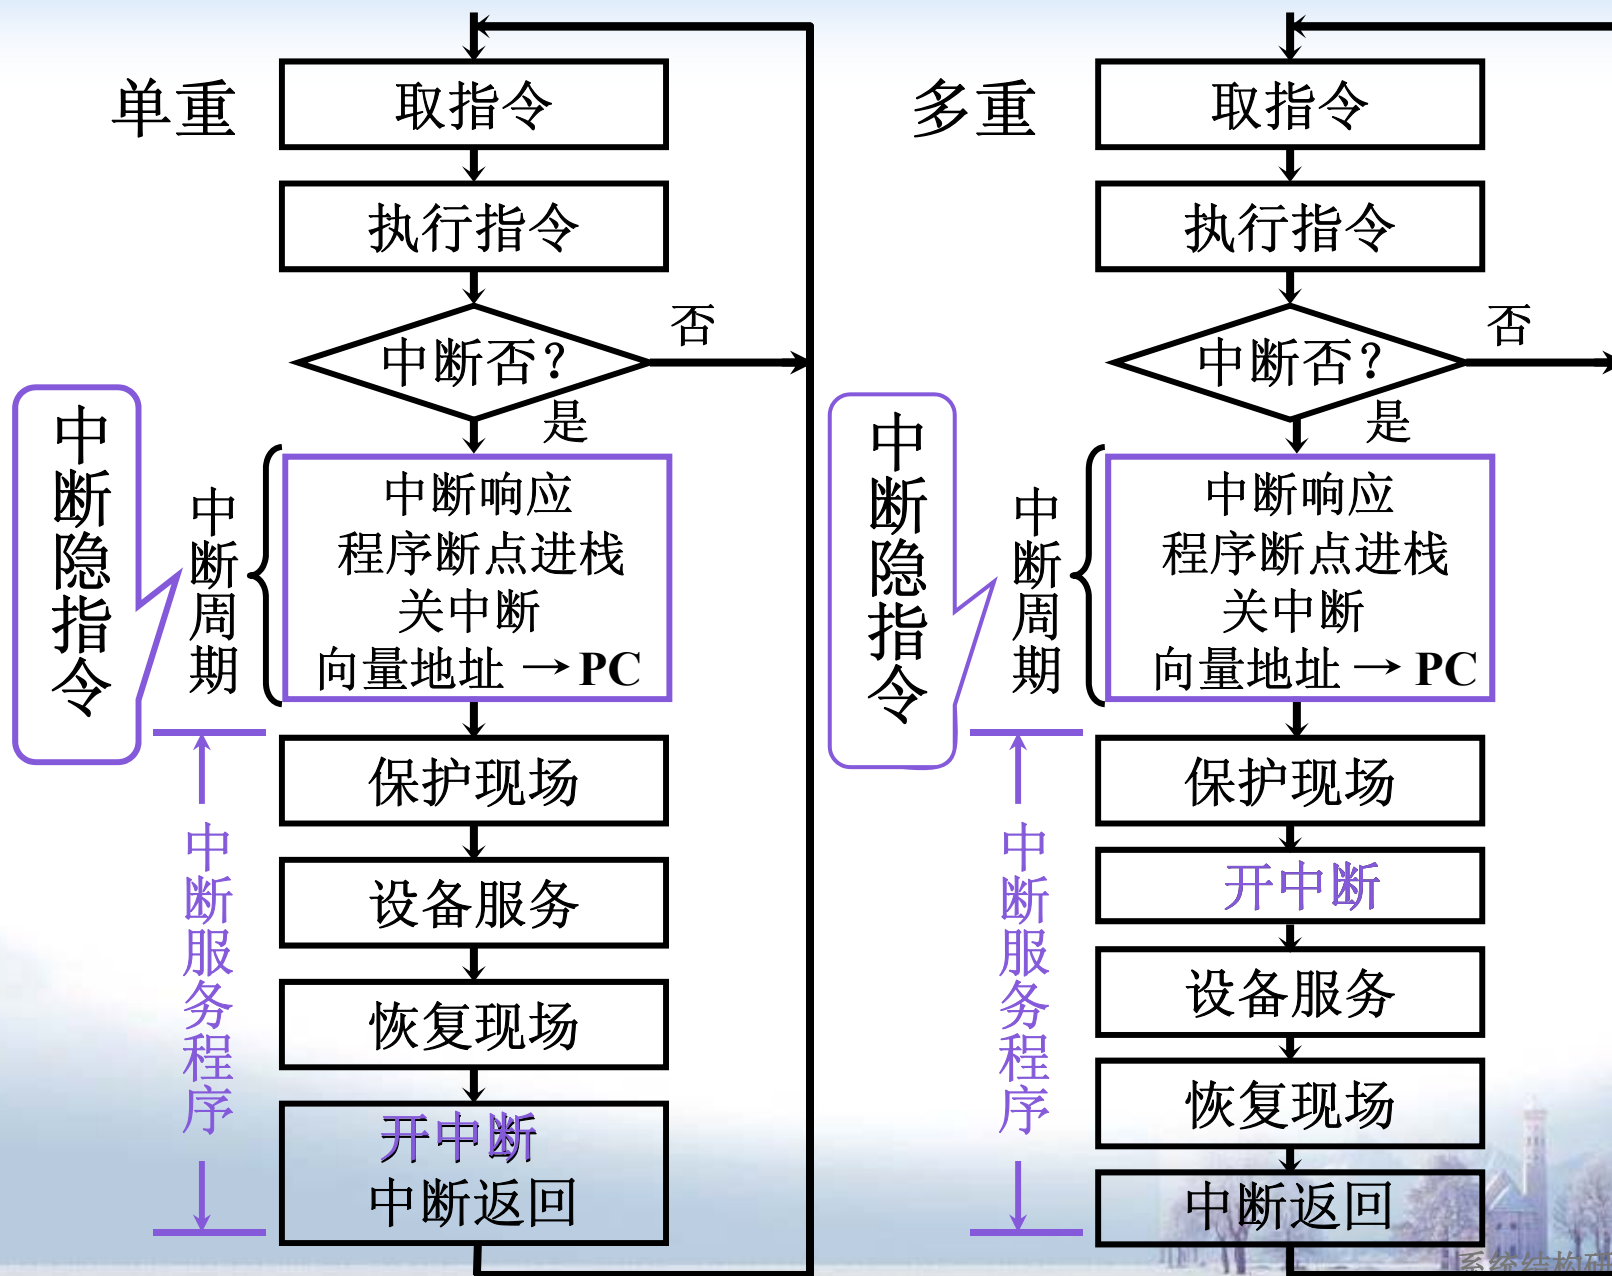 单重
取指令
执行指令
中断否？
否
是
中断隐指令
中断周期
中断响应
程序断点进栈
关中断
向量地址 → PC
中断服务程序
保护现场
设备服务
恢复现场
开中断
中断返回
多重
取指令
执行指令
中断否？
否
是
中断隐指令
中断周期
中断响应
程序断点进栈
关中断
向量地址 → PC
中断服务程序
保护现场
开中断
设备服务
恢复现场
中断返回
系统结构研